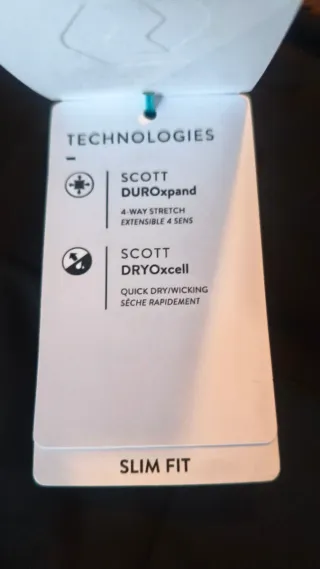 TECHNOLOGIES
SCOTT
DUROxpand
4-WAY STRETCH
EXTENSIBLE 4 SENS
SCOTT
DRYOxcell
QUICK DRY/WICKING
SÈCHE RAPIDEMENT
SLIM FIT